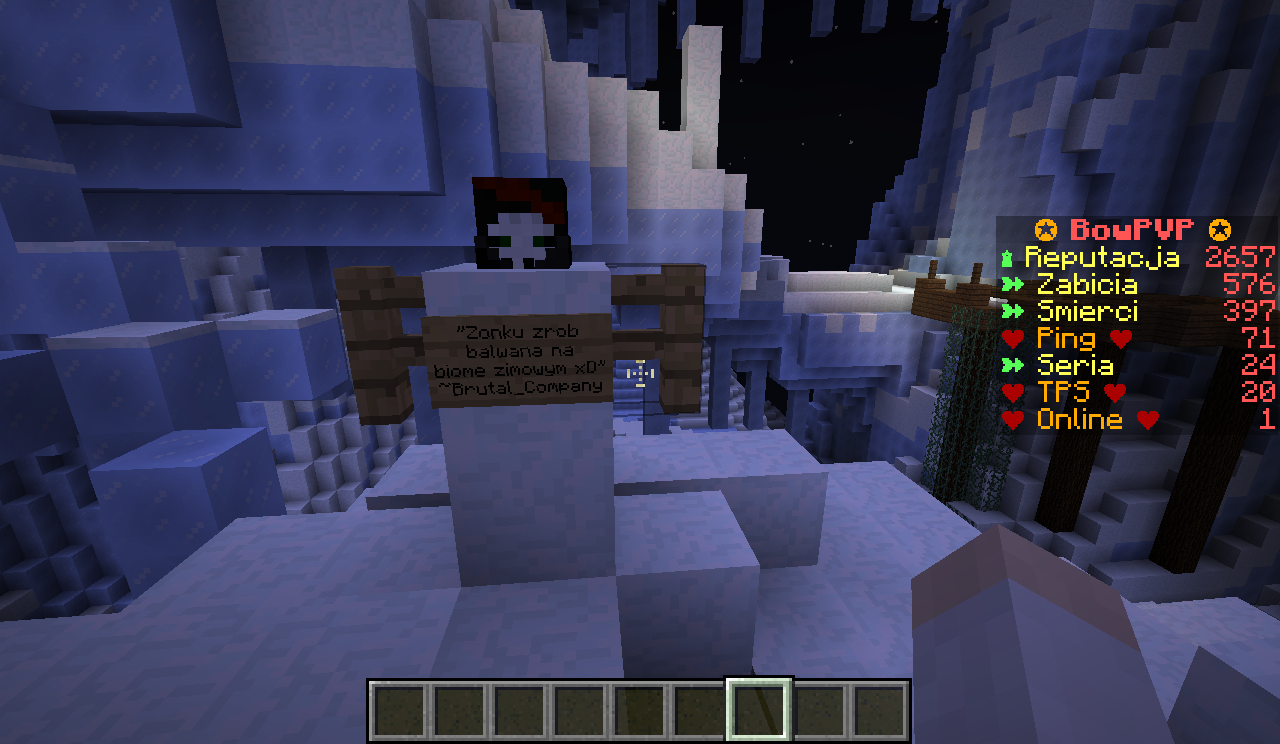 "Zonku zrob
balwana na
biome zimowym xD"
~Brutal_Company
BowPVP
Reputacja 2657
Zabicia 576
Smierci 397
Ping 71
Seria 24
TPS 20
Online 1